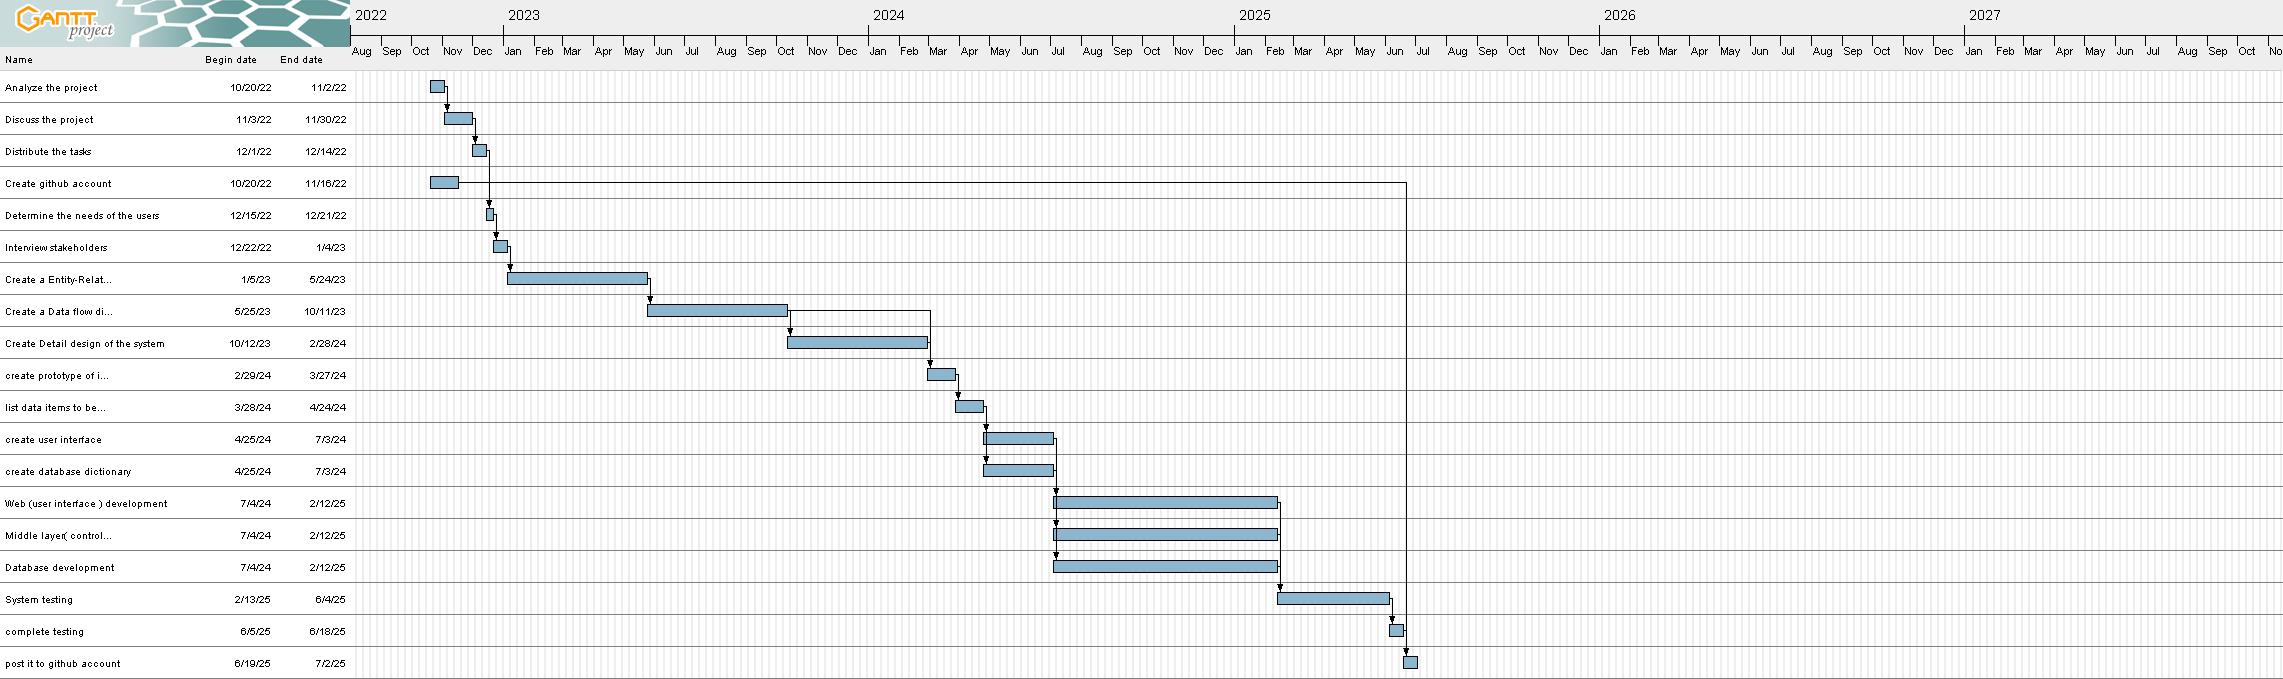 GANTT
project
2022 2023 2024 2025 2026 2027
Aug Sep Oct Nov Dec Jan Feb Mar Apr May Jun Jul Aug Sep Oct Nov Dec Jan Feb Mar Apr May Jun Jul Aug Sep Oct Nov Dec Jan Feb Mar Apr May Jun Jul Aug Sep Oct Nov Dec Jan Feb Mar Apr May Jun Jul Aug Sep Oct Nov Dec Jan Feb Mar Apr May Jun Jul Aug Sep Oct No
Name Begin date End date
Analyze the project 10/20/22 11/2/22
Discuss the project 11/3/22 11/30/22
Distribute the tasks 12/1/22 12/14/22
Create github account 10/20/22 11/16/22
Determine the needs of the users 12/15/22 12/21/22
Interview stakeholders 12/22/22 1/4/23
Create a Entity-Relat... 1/5/23 5/24/23
Create a Data flow di... 5/25/23 10/11/23
Create Detail design of the system 10/12/23 2/28/24
create prototype of i... 2/29/24 3/27/24
list data items to be... 3/28/24 4/24/24
create user interface 4/25/24 7/3/24
create database dictionary 4/25/24 7/3/24
Web (user interface ) development 7/4/24 2/12/25
Middle layer( control... 7/4/24 2/12/25
Database development 7/4/24 2/12/25
System testing 2/13/25 6/4/25
complete testing 6/5/25 6/18/25
post it to github account 6/19/25 7/2/25